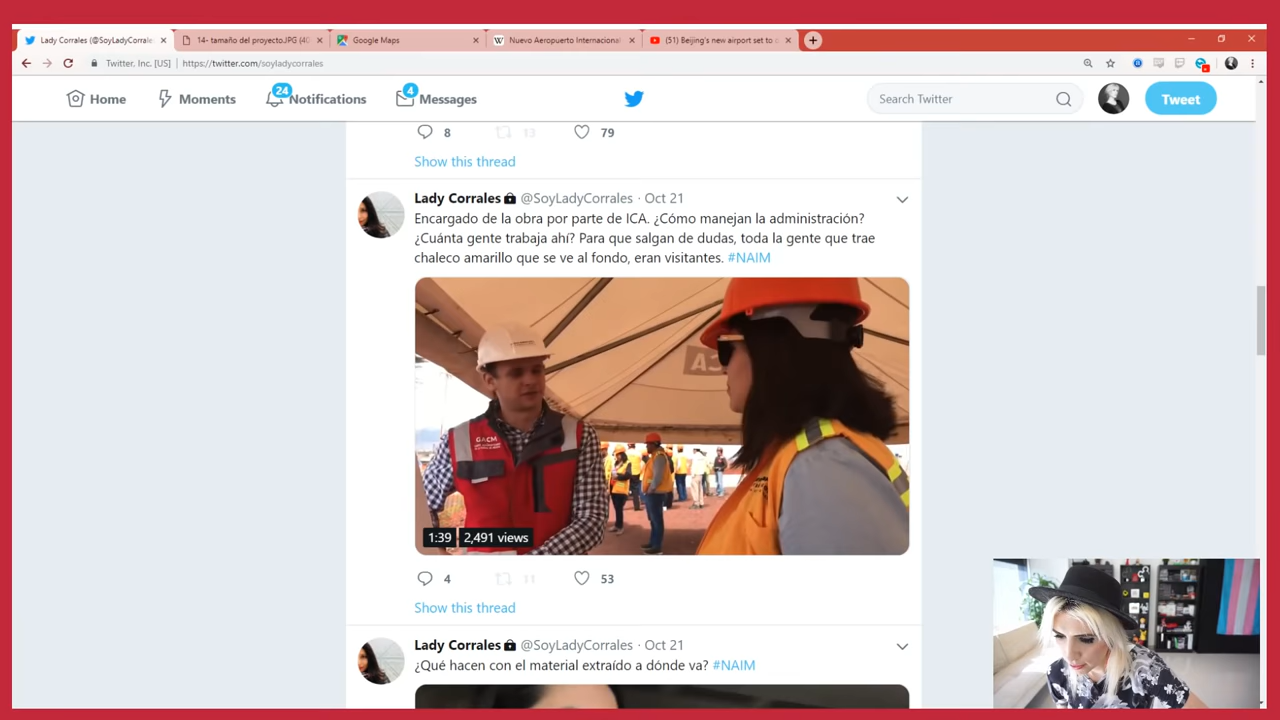 Lady Corrales (@SoyLadyCorrale
14- tamaño del proyecto.JPG (40
Google Maps
Nuevo Aeropuerto Internacional
(51) Beijing's new airport set to o
Twitter, Inc. [US] | https://twitter.com/soyladycorrales
Home
Moments
24
Notifications
4
Messages
Search Twitter
Tweet
8 13 79
Show this thread
Lady Corrales @SoyLadyCorrales · Oct 21
Encargado de la obra por parte de ICA. ¿Cómo manejan la administración?
¿Cuánta gente trabaja ahí? Para que salgan de dudas, toda la gente que trae
chaleco amarillo que se ve al fondo, eran visitantes. #NAIM
GACM
1:39 2,491 views
4 11 53
Show this thread
Lady Corrales @SoyLadyCorrales · Oct 21
¿Qué hacen con el material extraído a dónde va? #NAIM